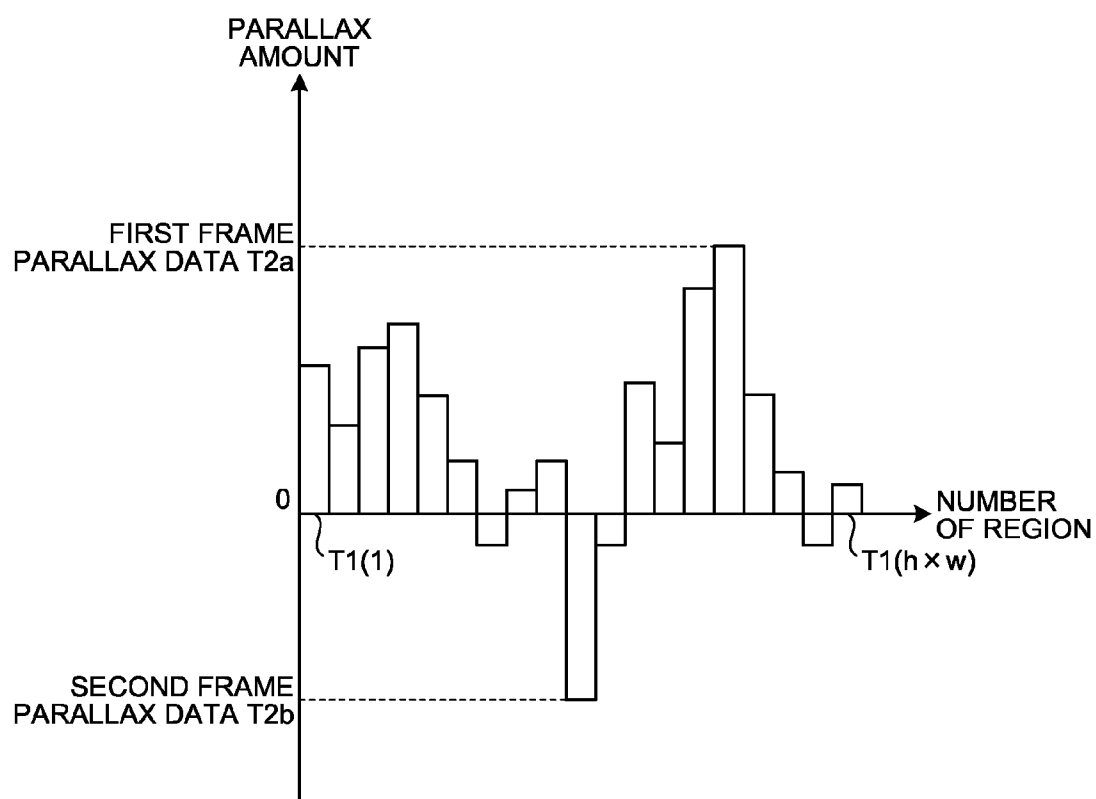 PARALLAX
AMOUNT
FIRST FRAME
PARALLAX DATA T2a
0
NUMBER
OF REGION
T1(1)
T1(h×w)
SECOND FRAME
PARALLAX DATA T2b